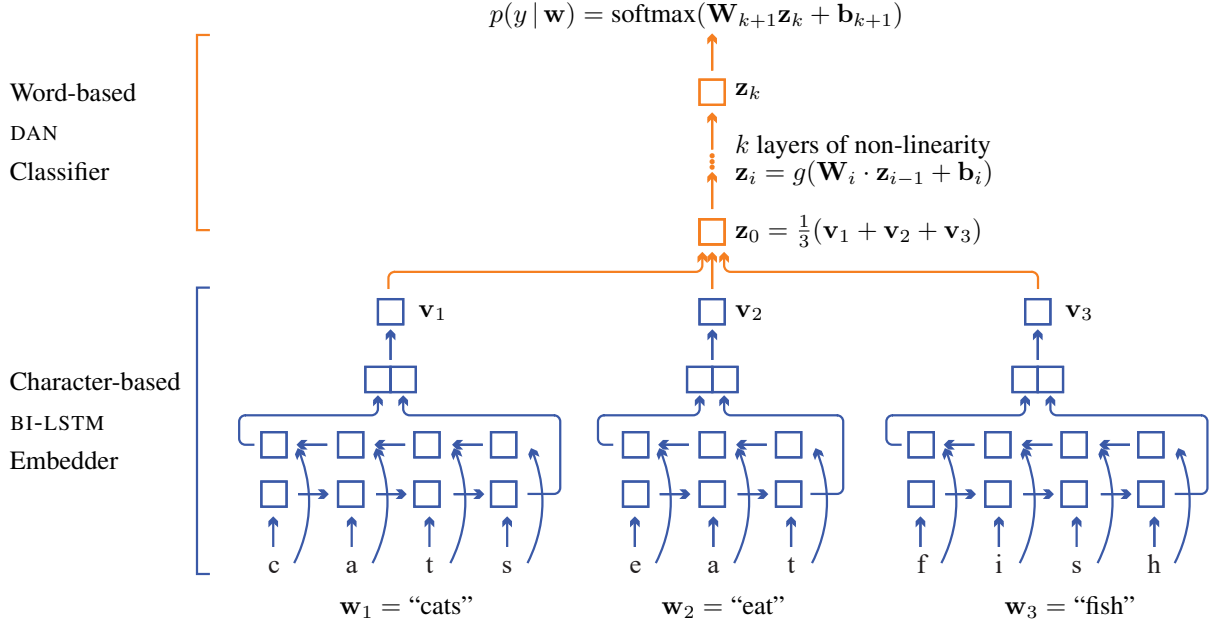 p(y | w) = softmax(W_{k+1}z_k + b_{k+1})
Word-based
DAN
Classifier
z_k
k layers of non-linearity
z_i = g(W_i · z_{i−1} + b_i)
z_0 = \frac{1}{3}(v_1 + v_2 + v_3)
v_1 v_2 v_3
Character-based
BI-LSTM
Embedder
c a t s e a t f i s h
w_1 = “cats” w_2 = “eat” w_3 = “fish”